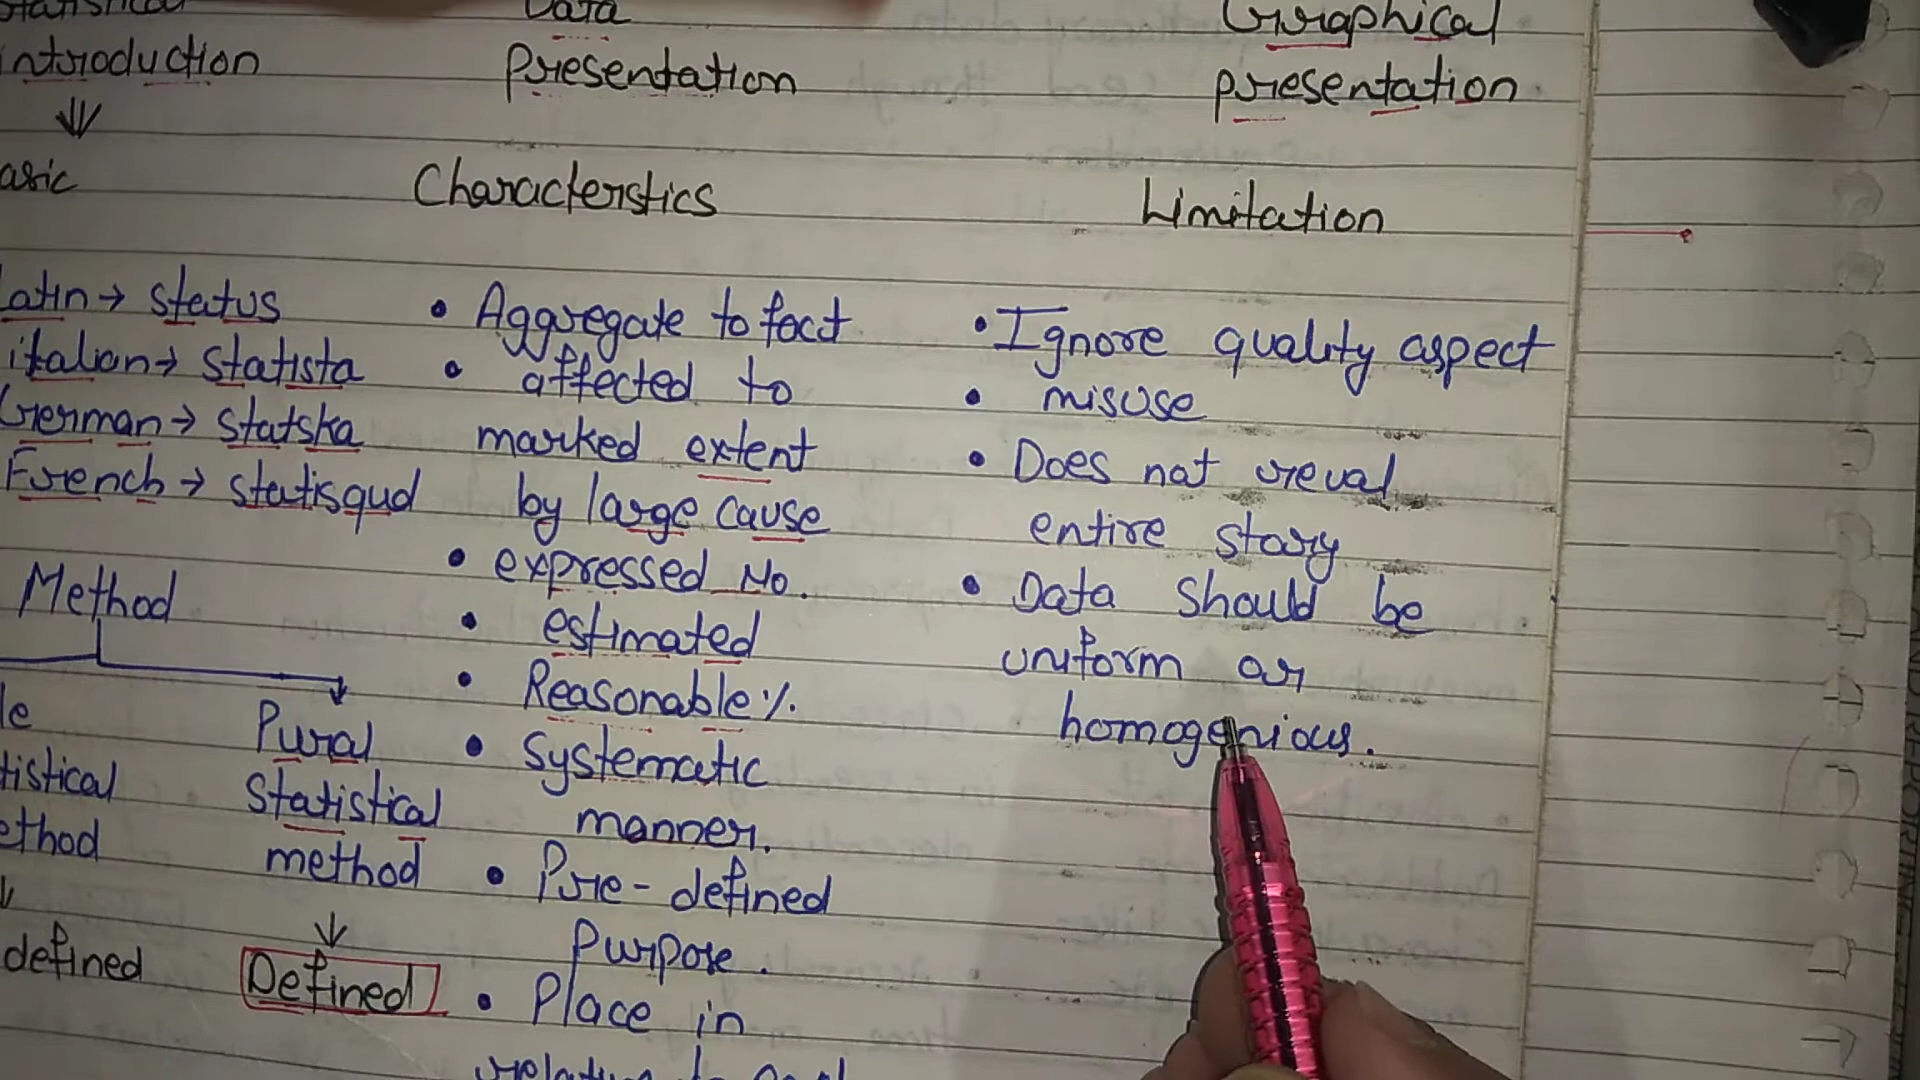 Statistical
introduction
asic
Latin → status
italian → statista
German → statska
French → statisqud
Method
le
tistical
ethod
defined
Pural
statistical
method
Defined
Data
Presentation
Characteristics
• Aggregate to fact
• affected to
marked extent
by large cause
• expressed No.
• estimated
• Reasonable %.
• Systematic
manner.
• Pre-defined
Purpose.
• Place in
Graphical
presentation
Limitation
• Ignore quality aspect
• misuse
• Does not reval
entire story
• Data should be
uniform or
homogenious.